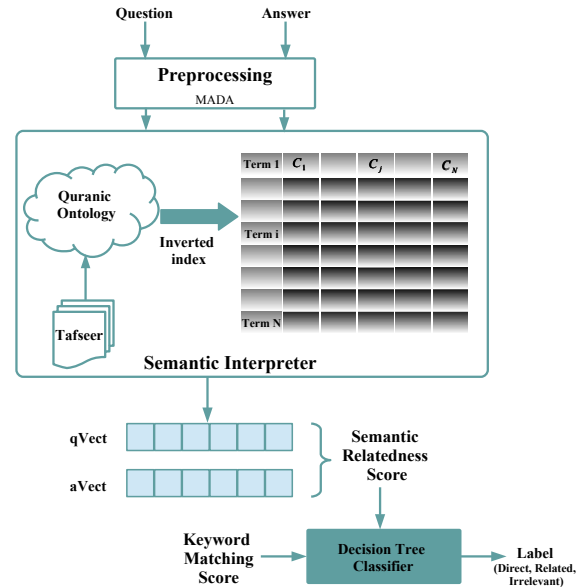 Question
Answer
Preprocessing
MADA
Term 1
C1
CJ
CN
Quranic
Ontology
Inverted
index
Term i
Tafseer
Term N
Semantic Interpreter
qVect
aVect
Semantic
Relatedness
Score
Keyword
Matching
Score
Decision Tree
Classifier
Label
(Direct, Related,
Irrelevant)